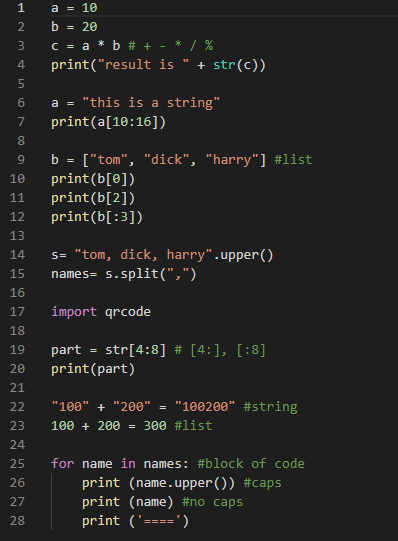 1 a = 10
2 b = 20
3 c = a * b # + - * / %
4 print("result is " + str(c))
5
6 a = "this is a string"
7 print(a[10:16])
8
9 b = ["tom", "dick", "harry"] #list
10 print(b[0])
11 print(b[2])
12 print(b[:3])
13
14 s= "tom, dick, harry".upper()
15 names= s.split(",")
16
17 import qrcode
18
19 part = str[4:8] # [4:], [:8]
20 print(part)
21
22 "100" + "200" = "100200" #string
23 100 + 200 = 300 #list
24
25 for name in names: #block of code
26     print (name.upper()) #caps
27     print (name) #no caps
28     print ('====')